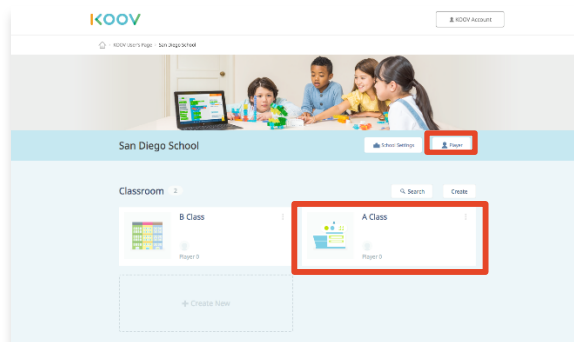 KOOV
KOOV Account
KOOV User's Page > San Diego School
San Diego School
School Settings
Player
Classroom 2
Search
Create
B Class
Player 0
A Class
Player 0
+ Create New